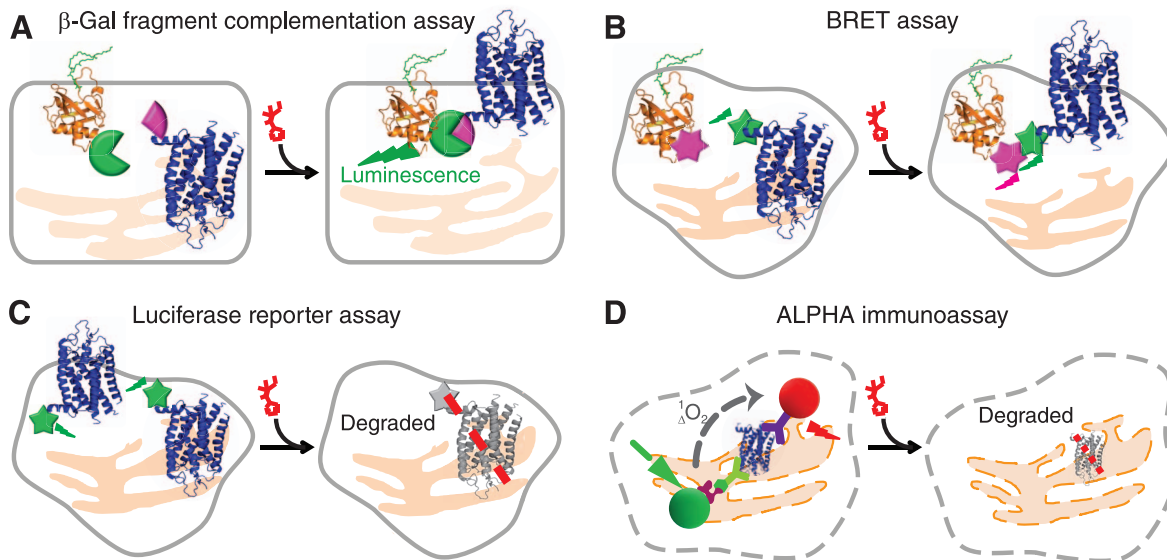 A β-Gal fragment complementation assay
Luminescence
B BRET assay
C Luciferase reporter assay
Degraded
D ALPHA immunoassay
¹ΔO₂
Degraded